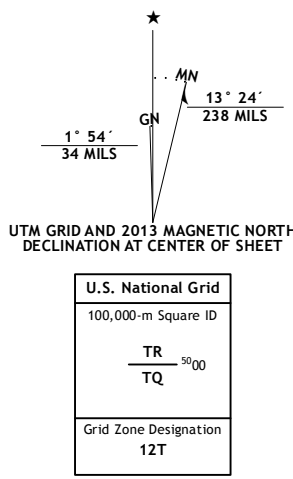 ★
MN
GN
13° 24´
238 MILS
1° 54´
34 MILS
UTM GRID AND 2013 MAGNETIC NORTH
DECLINATION AT CENTER OF SHEET
U.S. National Grid
100,000-m Square ID
TR
5000
TQ
Grid Zone Designation
12T